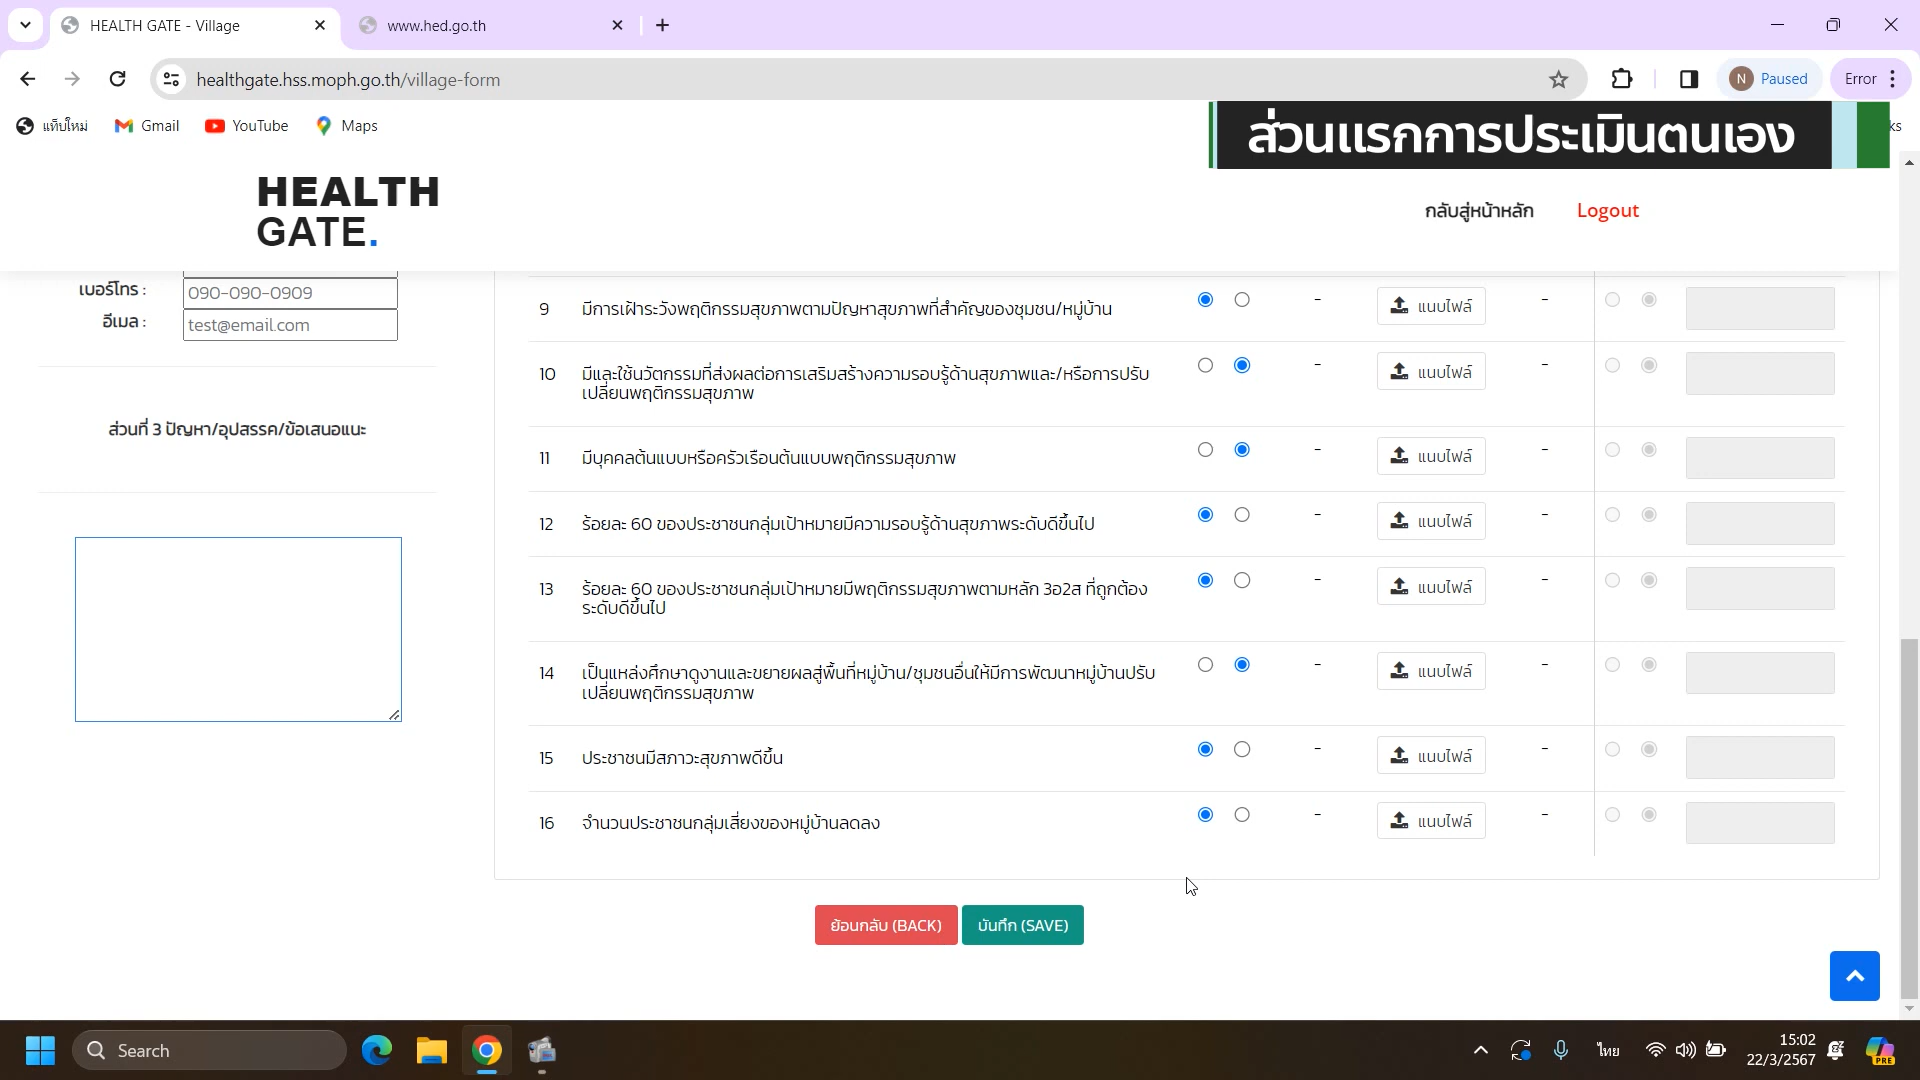 HEALTH GATE - Village
www.hed.go.th
healthgate.hss.moph.go.th/village-form
N Paused
Error
แท็บใหม่
Gmail
YouTube
Maps
ส่วนแรกการประเมินตนเอง
ks
HEALTH
GATE.
กลับสู่หน้าหลัก
Logout
เบอร์โทร :
090-090-0909
อีเมล :
test@email.com
ส่วนที่ 3 ปัญหา/อุปสรรค/ข้อเสนอแนะ
9 มีการเฝ้าระวังพฤติกรรมสุขภาพตามปัญหาสุขภาพที่สำคัญของชุมชน/หมู่บ้าน - แนบไฟล์ -
10 มีและใช้นวัตกรรมที่ส่งผลต่อการเสริมสร้างความรอบรู้ด้านสุขภาพและ/หรือการปรับ - แนบไฟล์ -
เปลี่ยนพฤติกรรมสุขภาพ
11 มีบุคคลต้นแบบหรือครัวเรือนต้นแบบพฤติกรรมสุขภาพ - แนบไฟล์ -
12 ร้อยละ 60 ของประชาชนกลุ่มเป้าหมายมีความรอบรู้ด้านสุขภาพระดับดีขึ้นไป - แนบไฟล์ -
13 ร้อยละ 60 ของประชาชนกลุ่มเป้าหมายมีพฤติกรรมสุขภาพตามหลัก 3อ2ส ที่ถูกต้อง - แนบไฟล์ -
ระดับดีขึ้นไป
14 เป็นแหล่งศึกษาดูงานและขยายผลสู่พื้นที่หมู่บ้าน/ชุมชนอื่นให้มีการพัฒนาหมู่บ้านปรับ - แนบไฟล์ -
เปลี่ยนพฤติกรรมสุขภาพ
15 ประชาชนมีสภาวะสุขภาพดีขึ้น - แนบไฟล์ -
16 จำนวนประชาชนกลุ่มเสี่ยงของหมู่บ้านลดลง - แนบไฟล์ -
ย้อนกลับ (BACK)
บันทึก (SAVE)
Search
ไทย
15:02
22/3/2567
PRE